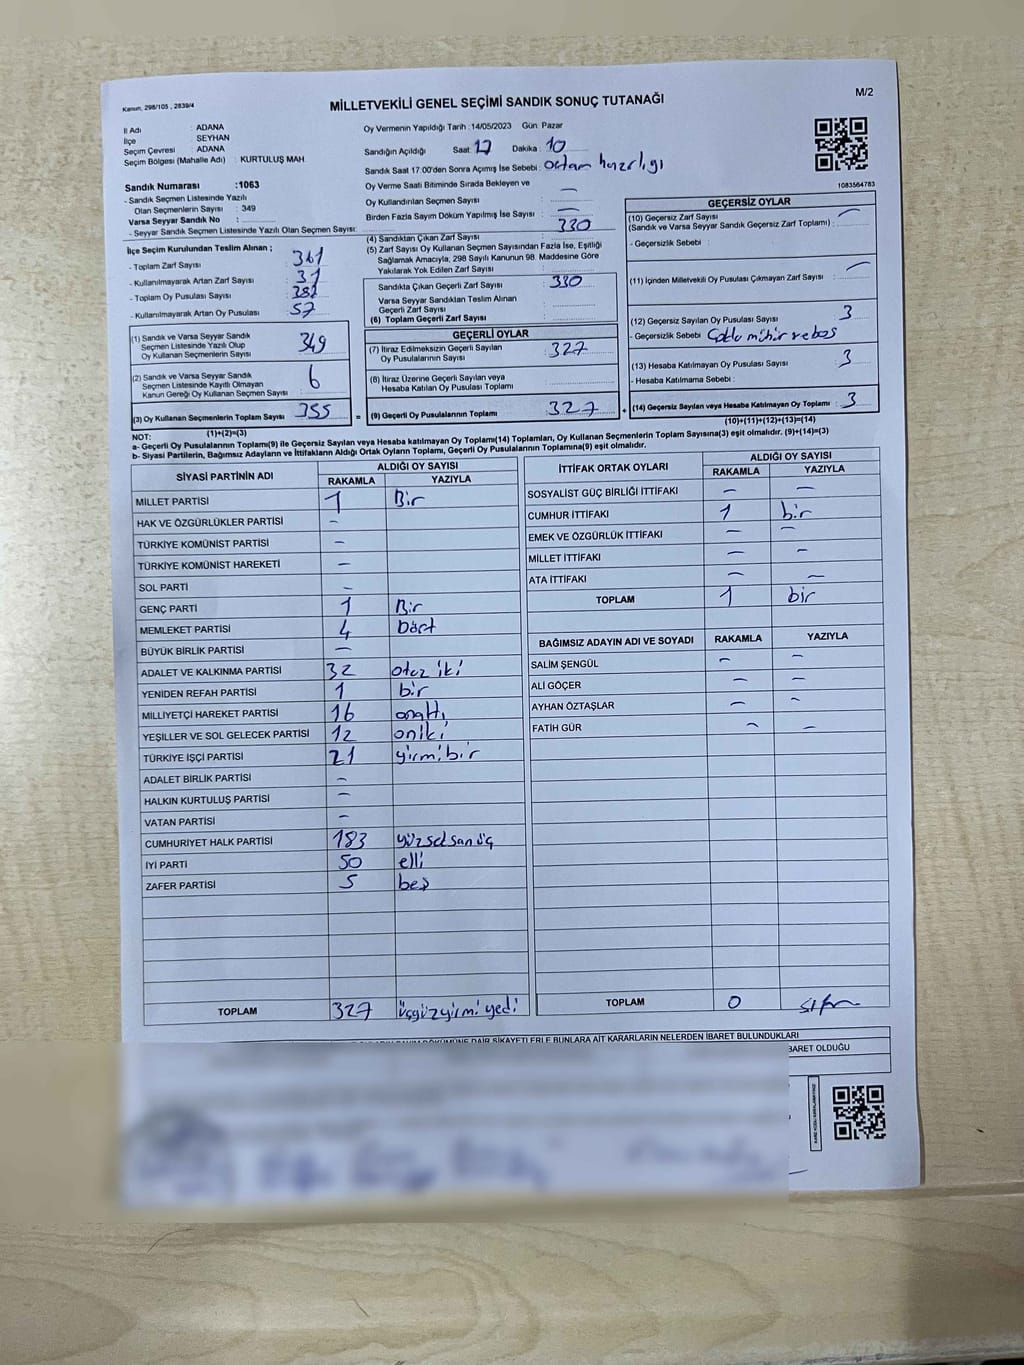 Kanun; 298/105 , 2839/4
MİLLETVEKİLİ GENEL SEÇİMİ SANDIK SONUÇ TUTANAĞI
M/2
İl Adı : ADANA
İlçe : SEYHAN
Seçim Çevresi : ADANA
Seçim Bölgesi (Mahalle Adı) : KURTULUŞ MAH.
Oy Vermenin Yapıldığı Tarih :14/05/2023 Gün: Pazar
Sandığın Açıldığı Saat: 17 Dakika: 10
Sandık Saat 17.00'den Sonra Açımış İse Sebebi: Ortam hazırlığı
1083564783
Sandık Numarası :1063
- Sandık Seçmen Listesinde Yazılı
Olan Seçmenlerin Sayısı : 349
Varsa Seyyar Sandık No :
- Seyyar Sandık Seçmen Listesinde Yazılı Olan Seçmen Sayısı:
Oy Verme Saati Bitiminde Sırada Bekleyen ve
Oy Kullandırılan Seçmen Sayısı : —
Birden Fazla Sayım Döküm Yapılmış İse Sayısı : —
İlçe Seçim Kurulundan Teslim Alınan ;
- Toplam Zarf Sayısı :
- Kullanılmayarak Artan Zarf Sayısı : 31
- Toplam Oy Pusulası Sayısı :
- Kullanılmayarak Artan Oy Pusulası : 57
(4) Sandıktan Çıkan Zarf Sayısı : 330
(5) Zarf Sayısı Oy Kullanan Seçmen Sayısından Fazla İse, Eşitliği
Sağlamak Amacıyla, 298 Sayılı Kanunun 98. Maddesine Göre
Yakılarak Yok Edilen Zarf Sayısı :
Sandıkta Çıkan Geçerli Zarf Sayısı : 330
Varsa Seyyar Sandıktan Teslim Alınan
Geçerli Zarf Sayısı :
(6) Toplam Geçerli Zarf Sayısı :
GEÇERSİZ OYLAR
(10) Geçersiz Zarf Sayısı
(Sandık ve Varsa Seyyar Sandık Geçersiz Zarf Toplamı) : —
- Geçersizlik Sebebi :
(11) İçinden Milletvekili Oy Pusulası Çıkmayan Zarf Sayısı : —
(12) Geçersiz Sayılan Oy Pusulası Sayısı : 3
- Geçersizlik Sebebi mühür ve boş
(13) Hesaba Katılmayan Oy Pusulası Sayısı : 3
- Hesaba Katılmama Sebebi :
(14) Geçersiz Sayılan veya Hesaba Katılmayan Oy Toplamı : 3
(10)+(11)+(12)+(13)=(14)
(1) Sandık ve Varsa Seyyar Sandık
Seçmen Listesinde Yazılı Olup
Oy Kullanan Seçmenlerin Sayısı 349
(2) Sandık ve Varsa Seyyar Sandık
Seçmen Listesinde Kayıtlı Olmayan
Kanun Gereği Oy Kullanan Seçmen Sayısı : 6
(3) Oy Kullanan Seçmenlerin Toplam Sayısı : 355
(1)+(2)=(3)
GEÇERLİ OYLAR
(7) İtiraz Edilmeksizin Geçerli Sayılan
Oy Pusulalarının Sayısı : 327
(8) İtiraz Üzerine Geçerli Sayılan veya
Hesaba Katılan Oy Pusulası Toplamı :
= (9) Geçerli Oy Pusulalarının Toplamı : 327 +
NOT:
a- Geçerli Oy Pusulalarının Toplamı(9) ile Geçersiz Sayılan veya Hesaba katılmayan Oy Toplamı(14) Toplamları, Oy Kullanan Seçmenlerin Toplam Sayısına(3) eşit olmalıdır. (9)+(14)=(3)
b- Siyasi Partilerin, Bağımsız Adayların ve İttifakların Aldığı Ortak Oyların Toplamı, Geçerli Oy Pusulalarının Toplamına(9) eşit olmalıdır.
SİYASİ PARTİNİN ADI
ALDIĞI OY SAYISI
RAKAMLA YAZIYLA
MİLLET PARTİSİ 1 Bir
HAK VE ÖZGÜRLÜKLER PARTİSİ —
TÜRKİYE KOMÜNİST PARTİSİ —
TÜRKİYE KOMÜNİST HAREKETİ —
SOL PARTİ —
GENÇ PARTİ 1 Bir
MEMLEKET PARTİSİ 4 Dört
BÜYÜK BİRLİK PARTİSİ —
ADALET VE KALKINMA PARTİSİ 32 otuz iki
YENİDEN REFAH PARTİSİ 1 bir
MİLLİYETÇİ HAREKET PARTİSİ 16 onaltı
YEŞİLLER VE SOL GELECEK PARTİSİ 12 oniki
TÜRKİYE İŞÇİ PARTİSİ 21 yirmibir
ADALET BİRLİK PARTİSİ —
HALKIN KURTULUŞ PARTİSİ —
VATAN PARTİSİ —
CUMHURİYET HALK PARTİSİ 183 yüzseksanüç
İYİ PARTİ 50 elli
ZAFER PARTİSİ 5 beş
TOPLAM 327 üçyüzyirmiyedi
İTTİFAK ORTAK OYLARI
ALDIĞI OY SAYISI
RAKAMLA YAZIYLA
SOSYALİST GÜÇ BİRLİĞİ İTTİFAKI — —
CUMHUR İTTİFAKI 1 bir
EMEK VE ÖZGÜRLÜK İTTİFAKI — —
MİLLET İTTİFAKI — —
ATA İTTİFAKI — —
TOPLAM 1 bir
BAĞIMSIZ ADAYIN ADI VE SOYADI RAKAMLA YAZIYLA
SALİM ŞENGÜL — —
ALİ GÖÇER — —
AYHAN ÖZTAŞLAR — —
FATİH GÜR — —
TOPLAM 0 sıfır
DÖKÜMÜNE DAİR ŞİKAYETLERLE BUNLARA AİT KARARLARIN NELERDEN İBARET BULUNDUKLARI
BARET OLDUĞU